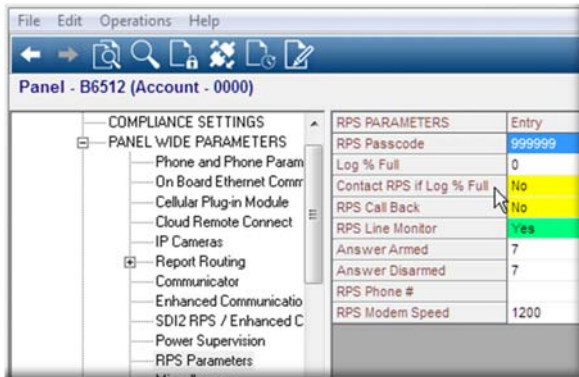 File Edit Operations Help
Panel - B6512 (Account - 0000)
COMPLIANCE SETTINGS
PANEL WIDE PARAMETERS
Phone and Phone Param
On Board Ethernet Comm
Cellular Plug-in Module
Cloud Remote Connect
IP Cameras
Report Routing
Communicator
Enhanced Communicatio
SDI2 RPS / Enhanced C
Power Supervision
RPS Parameters
RPS PARAMETERS Entry
RPS Passcode 999999
Log % Full 0
Contact RPS if Log % Full No
RPS Call Back No
RPS Line Monitor Yes
Answer Armed 7
Answer Disarmed 7
RPS Phone #
RPS Modem Speed 1200